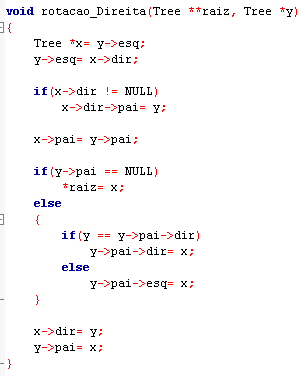 void rotacao_Direita(Tree **raiz, Tree *y)
{
    Tree *x= y->esq;
    y->esq= x->dir;

    if(x->dir != NULL)
        x->dir->pai= y;

    x->pai= y->pai;

    if(y->pai == NULL)
        *raiz= x;
    else
    {
        if(y == y->pai->dir)
            y->pai->dir= x;
        else
            y->pai->esq= x;
    }

    x->dir= y;
    y->pai= x;
}